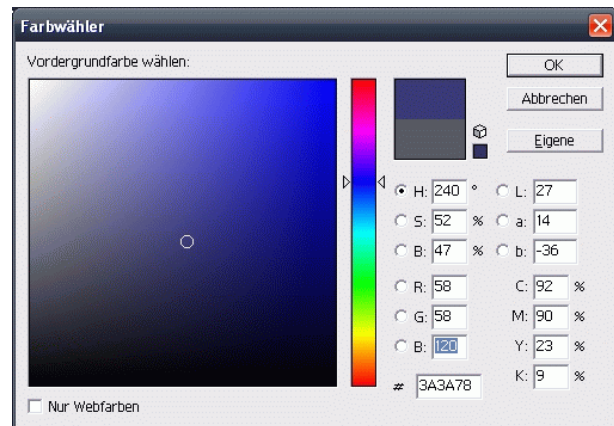 Farbwähler
Vordergrundfarbe wählen:
OK
Abbrechen
Eigene
H: 240 ° L: 27
S: 52 % a: 14
B: 47 % b: -36
R: 58 C: 92 %
G: 58 M: 90 %
B: 120 Y: 23 %
# 3A3A78 K: 9 %
Nur Webfarben